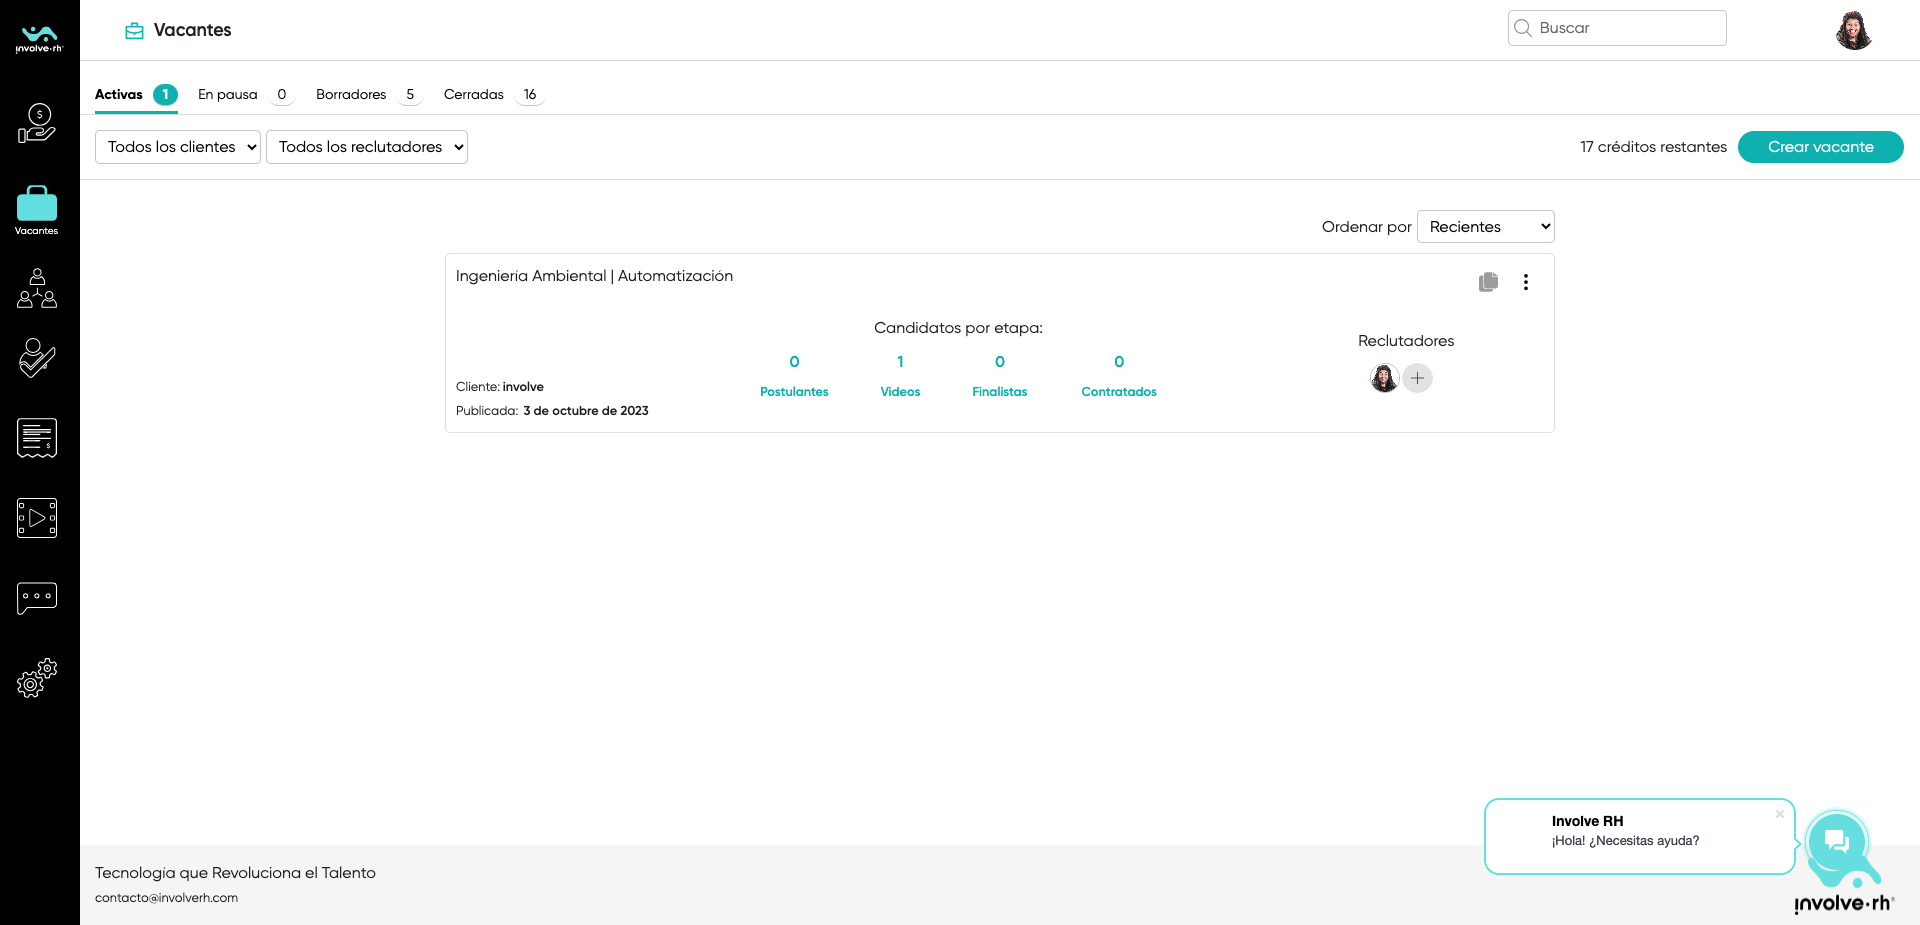 involve·rh
Vacantes
Buscar
Activas 1 En pausa 0 Borradores 5 Cerradas 16
Todos los clientes Todos los reclutadores 17 créditos restantes Crear vacante
Vacantes
Ordenar por Recientes
Ingeniería Ambiental | Automatización
Candidatos por etapa:
Reclutadores
0 1 0 0
Postulantes Videos Finalistas Contratados
Cliente: involve
Publicada: 3 de octubre de 2023
Involve RH
¡Hola! ¿Necesitas ayuda?
Tecnología que Revoluciona el Talento
contacto@involverh.com
involve·rh